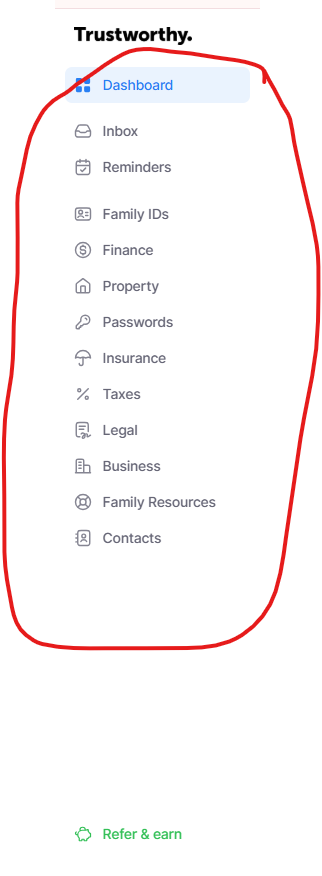 Trustworthy.
Dashboard
Inbox
Reminders
Family IDs
Finance
Property
Passwords
Insurance
Taxes
Legal
Business
Family Resources
Contacts
Refer & earn